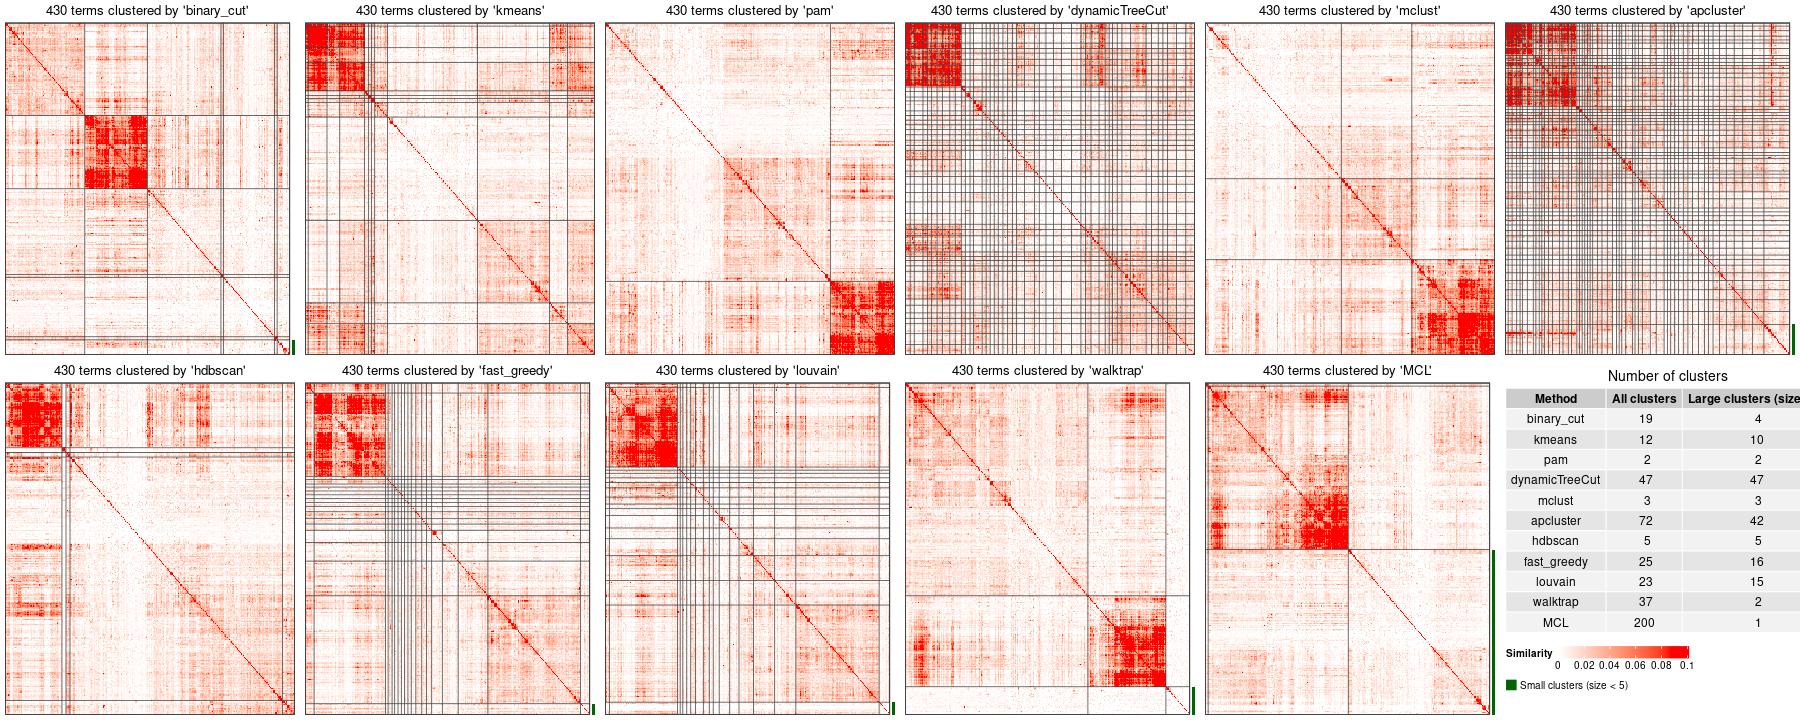 430 terms clustered by 'binary_cut'
430 terms clustered by 'kmeans'
430 terms clustered by 'pam'
430 terms clustered by 'dynamicTreeCut'
430 terms clustered by 'mclust'
430 terms clustered by 'apcluster'
430 terms clustered by 'hdbscan'
430 terms clustered by 'fast_greedy'
430 terms clustered by 'louvain'
430 terms clustered by 'walktrap'
430 terms clustered by 'MCL'
Number of clusters
Method All clusters Large clusters (size
binary_cut 19 4
kmeans 12 10
pam 2 2
dynamicTreeCut 47 47
mclust 3 3
apcluster 72 42
hdbscan 5 5
fast_greedy 25 16
louvain 23 15
walktrap 37 2
MCL 200 1
Similarity
0 0.02 0.04 0.06 0.08 0.1
Small clusters (size < 5)